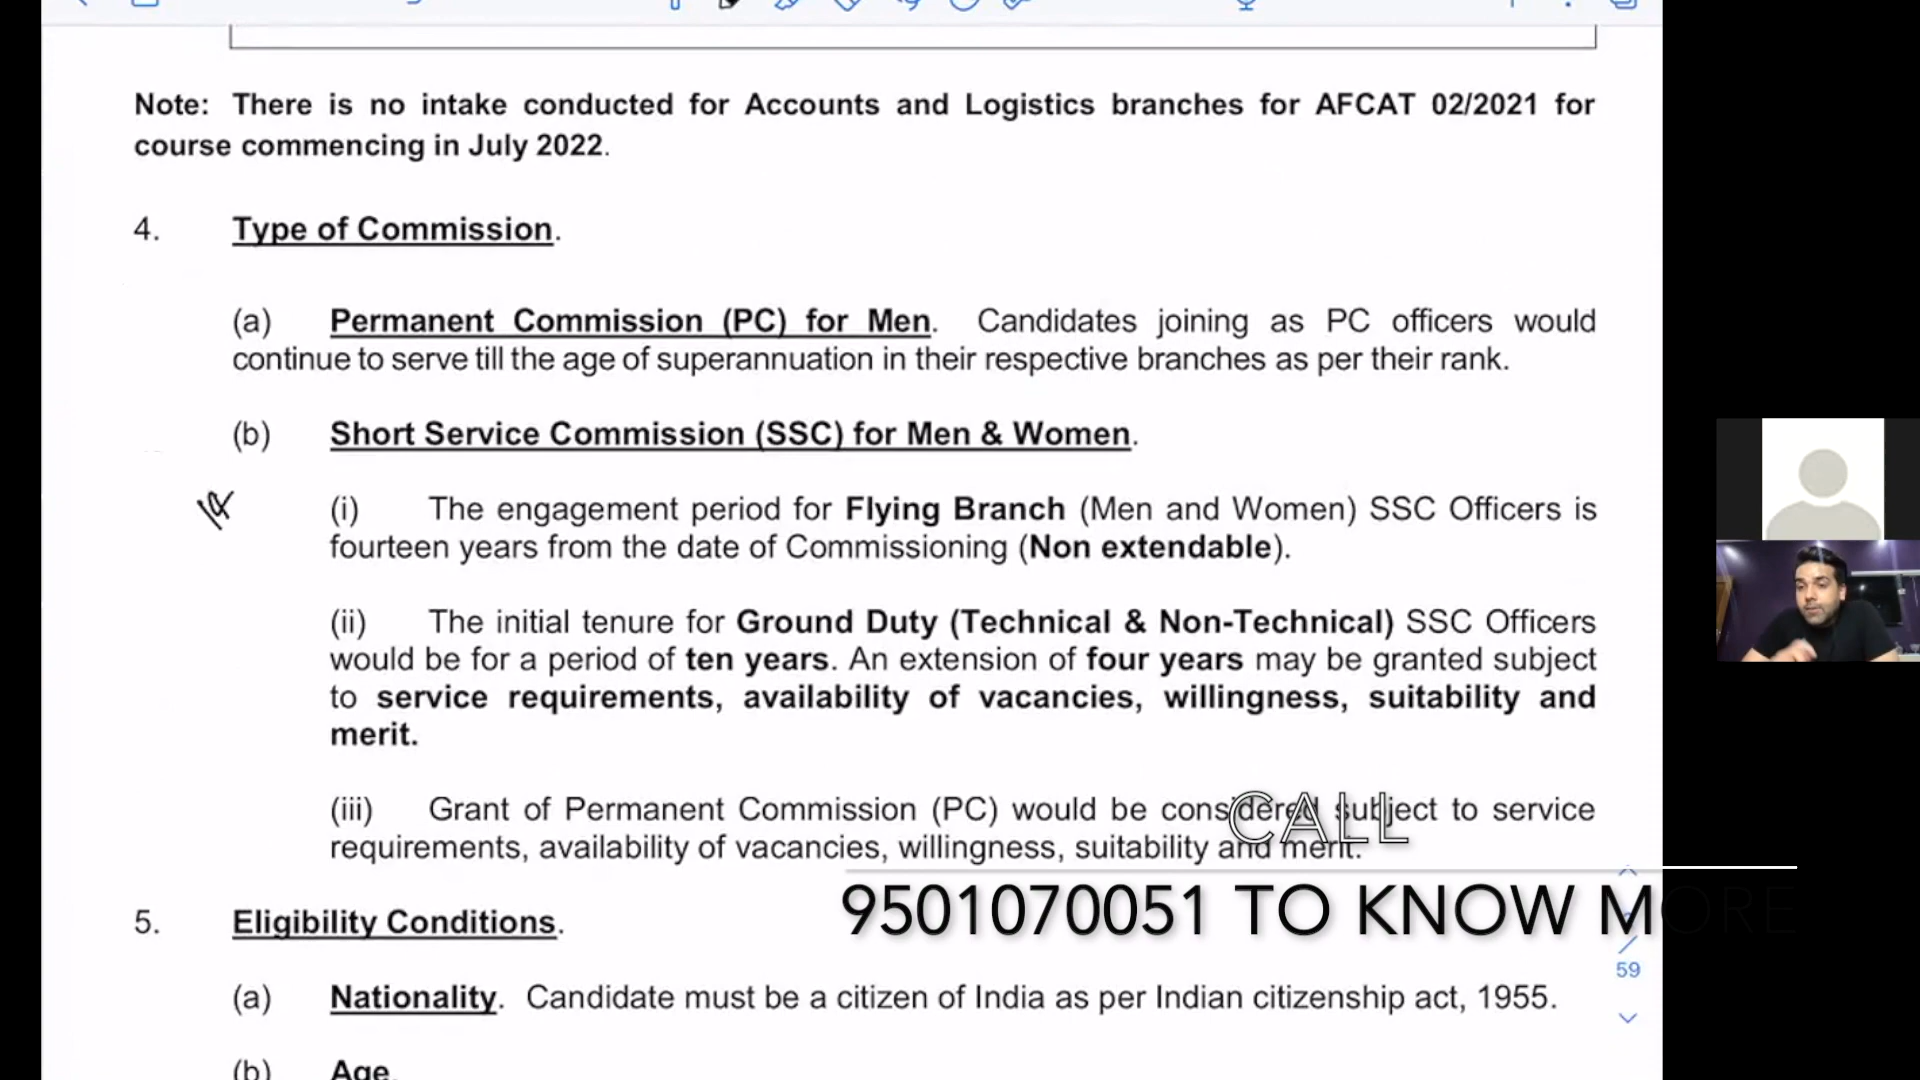 Note: There is no intake conducted for Accounts and Logistics branches for AFCAT 02/2021 for
course commencing in July 2022.
4. Type of Commission.
(a) Permanent Commission (PC) for Men. Candidates joining as PC officers would
continue to serve till the age of superannuation in their respective branches as per their rank.
(b) Short Service Commission (SSC) for Men & Women.
(i) The engagement period for Flying Branch (Men and Women) SSC Officers is
fourteen years from the date of Commissioning (Non extendable).
(ii) The initial tenure for Ground Duty (Technical & Non-Technical) SSC Officers
would be for a period of ten years. An extension of four years may be granted subject
to service requirements, availability of vacancies, willingness, suitability and
merit.
(iii) Grant of Permanent Commission (PC) would be considered subject to service
requirements, availability of vacancies, willingness, suitability and merit.
CALL
9501070051 TO KNOW MORE
5. Eligibility Conditions.
59
(a) Nationality. Candidate must be a citizen of India as per Indian citizenship act, 1955.
(b) Age.